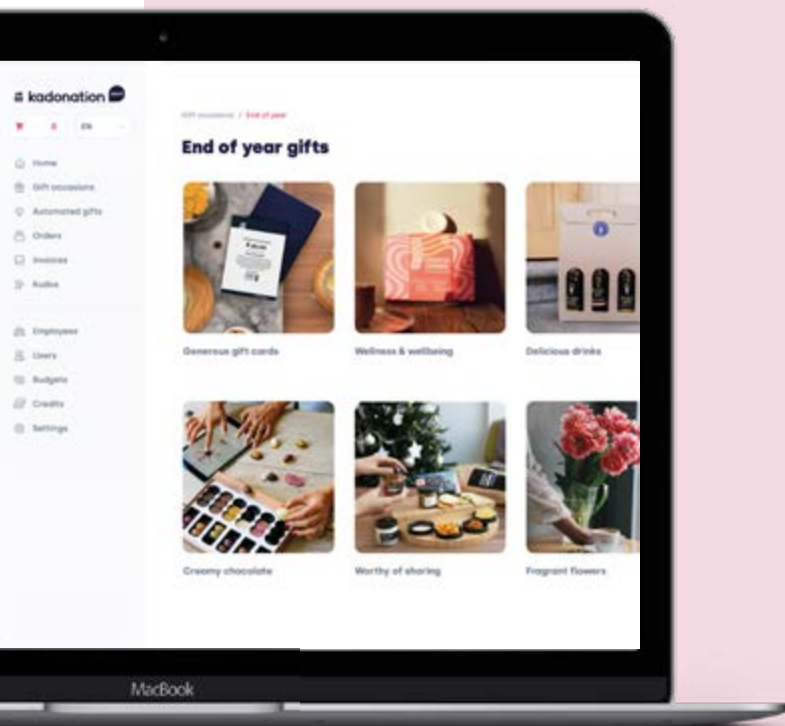 kadonation
0
EN
Home
Gift occasions
Automated gifts
Orders
Invoices
Kudos
Employees
Users
Budgets
Credits
Settings
Gift occasions / End of year
End of year gifts
Generous gift cards
Wellness & wellbeing
Delicious drinks
Creamy chocolate
Worthy of sharing
Fragrant flowers
MacBook